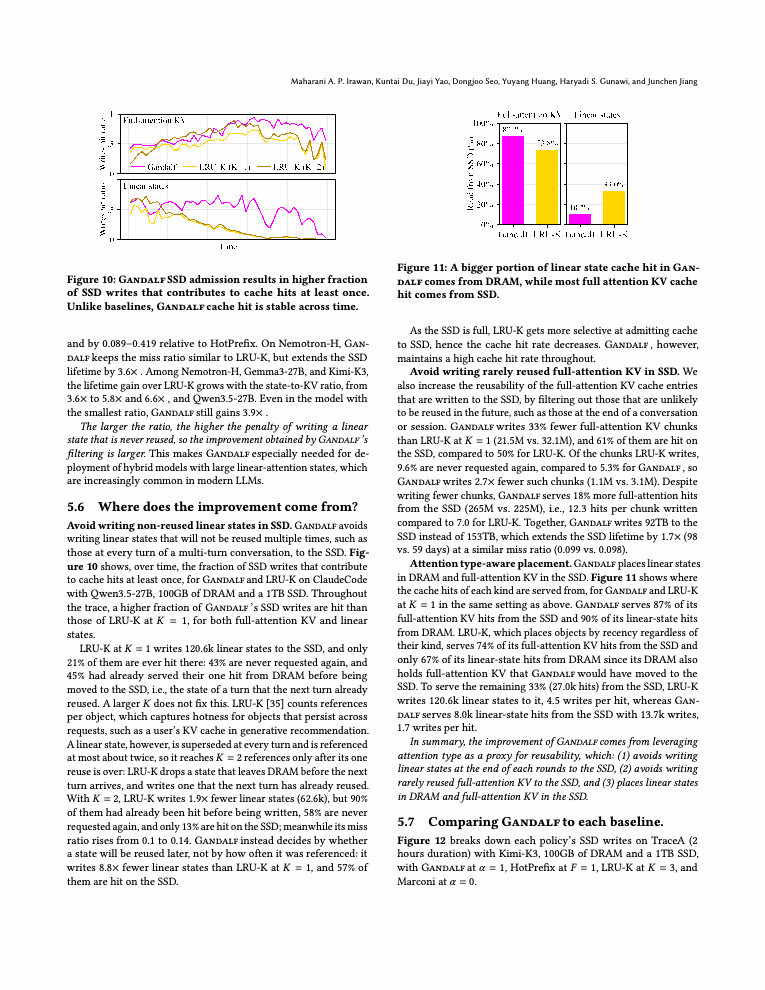 Maharani A. P. Irawan, Kuntai Du, Jiayi Yao, Dongjoo Seo, Yuyang Huang, Haryadi S. Gunawi, and Junchen Jiang
Full-attention KV
Gandalf
Linear states
Time
Figure 10: Gandalf SSD admission results in higher fraction
of SSD writes that contributes to cache hits at least once.
Unlike baselines, Gandalf cache hit is stable across time.
and by 0.089–0.419 relative to HotPrefix. On Nemotron-H, Gan-
dalf keeps the miss ratio similar to LRU-K, but extends the SSD
lifetime by 3.6× . Among Nemotron-H, Gemma3-27B, and Kimi-K3,
the lifetime gain over LRU-K grows with the state-to-KV ratio, from
3.6× to 5.8× and 6.6× , and Qwen3.5-27B. Even in the model with
the smallest ratio, Gandalf still gains 3.9× .
The larger the ratio, the higher the penalty of writing a linear
state that is never reused, so the improvement obtained by Gandalf 's
filtering is larger. This makes Gandalf especially needed for de-
ployment of hybrid models with large linear-attention states, which
are increasingly common in modern LLMs.
5.6 Where does the improvement come from?
Avoid writing non-reused linear states in SSD. Gandalf avoids
writing linear states that will not be reused multiple times, such as
those at every turn of a multi-turn conversation, to the SSD. Fig-
ure 10 shows, over time, the fraction of SSD writes that contribute
to cache hits at least once, for Gandalf and LRU-K on ClaudeCode
with Qwen3.5-27B, 100GB of DRAM and a 1TB SSD. Throughout
the trace, a higher fraction of Gandalf 's SSD writes are hit than
those of LRU-K at K = 1, for both full-attention KV and linear
states.
LRU-K at K = 1 writes 120.6k linear states to the SSD, and only
21% of them are ever hit there: 43% are never requested again, and
45% had already served their one hit from DRAM before being
moved to the SSD, i.e., the state of a turn that the next turn already
reused. A larger K does not fix this. LRU-K [35] counts references
per object, which captures hotness for objects that persist across
requests, such as a user's KV cache in generative recommendation.
A linear state, however, is superseded at every turn and is referenced
at most about twice, so it reaches K = 2 references only after its one
reuse is over: LRU-K drops a state that leaves DRAM before the next
turn arrives, and writes one that the next turn has already reused.
With K = 2, LRU-K writes 1.9× fewer linear states (62.6k), but 90%
of them had already been hit before being written, 58% are never
requested again, and only 13% are hit on the SSD; meanwhile its miss
ratio rises from 0.1 to 0.14. Gandalf instead decides by whether
a state will be reused later, not by how often it was referenced: it
writes 8.8× fewer linear states than LRU-K at K = 1, and 57% of
them are hit on the SSD.
Full-attention KV Linear states
100%
80%
60%
40%
20%
0%
Figure 11: A bigger portion of linear state cache hit in Gan-
dalf comes from DRAM, while most full attention KV cache
hit comes from SSD.
As the SSD is full, LRU-K gets more selective at admitting cache
to SSD, hence the cache hit rate decreases. Gandalf , however,
maintains a high cache hit rate throughout.
Avoid writing rarely reused full-attention KV in SSD. We
also increase the reusability of the full-attention KV cache entries
that are written to the SSD, by filtering out those that are unlikely
to be reused in the future, such as those at the end of a conversation
or session. Gandalf writes 33% fewer full-attention KV chunks
than LRU-K at K = 1 (21.5M vs. 32.1M), and 61% of them are hit on
the SSD, compared to 50% for LRU-K. Of the chunks LRU-K writes,
9.6% are never requested again, compared to 5.3% for Gandalf , so
Gandalf writes 2.7× fewer such chunks (1.1M vs. 3.1M). Despite
writing fewer chunks, Gandalf serves 18% more full-attention hits
from the SSD (265M vs. 225M), i.e., 12.3 hits per chunk written
compared to 7.0 for LRU-K. Together, Gandalf writes 92TB to the
SSD instead of 153TB, which extends the SSD lifetime by 1.7× (98
vs. 59 days) at a similar miss ratio (0.099 vs. 0.098).
Attention type-aware placement. Gandalf places linear states
in DRAM and full-attention KV in the SSD. Figure 11 shows where
the cache hits of each kind are served from, for Gandalf and LRU-K
at K = 1 in the same setting as above. Gandalf serves 87% of its
full-attention KV hits from the SSD and 90% of its linear-state hits
from DRAM. LRU-K, which places objects by recency regardless of
their kind, serves 74% of its full-attention KV hits from the SSD and
only 67% of its linear-state hits from DRAM since its DRAM also
holds full-attention KV that Gandalf would have moved to the
SSD. To serve the remaining 33% (27.0k hits) from the SSD, LRU-K
writes 120.6k linear states to it, 4.5 writes per hit, whereas Gan-
dalf serves 8.0k linear-state hits from the SSD with 13.7k writes,
1.7 writes per hit.
In summary, the improvement of Gandalf comes from leveraging
attention type as a proxy for reusability, which: (1) avoids writing
linear states at the end of each rounds to the SSD, (2) avoids writing
rarely reused full-attention KV to the SSD, and (3) places linear states
in DRAM and full-attention KV in the SSD.
5.7 Comparing Gandalf to each baseline.
Figure 12 breaks down each policy's SSD writes on TraceA (2
hours duration) with Kimi-K3, 100GB of DRAM and a 1TB SSD,
with Gandalf at α = 1, HotPrefix at F = 1, LRU-K at K = 3, and
Marconi at α = 0.